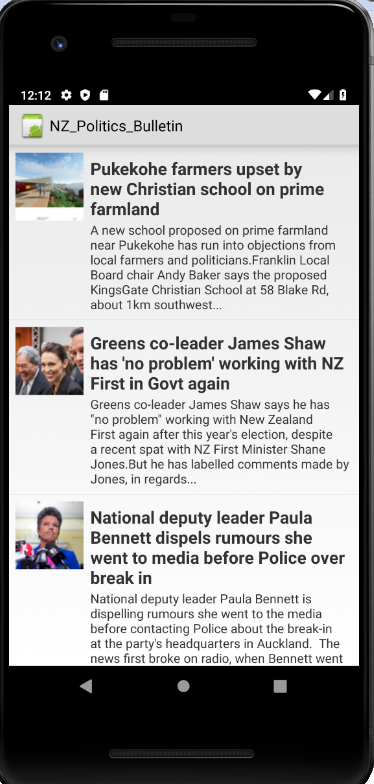 12:12
NZ_Politics_Bulletin
Pukekohe farmers upset by
new Christian school on prime
farmland
A new school proposed on prime farmland
near Pukekohe has run into objections from
local farmers and politicians.Franklin Local
Board chair Andy Baker says the proposed
KingsGate Christian School at 58 Blake Rd,
about 1km southwest...
Greens co-leader James Shaw
has 'no problem' working with NZ
First in Govt again
Greens co-leader James Shaw says he has
"no problem" working with New Zealand
First again after this year's election, despite
a recent spat with NZ First Minister Shane
Jones.But he has labelled comments made by
Jones, in regards...
National deputy leader Paula
Bennett dispels rumours she
went to media before Police over
break in
National deputy leader Paula Bennett is
dispelling rumours she went to the media
before contacting Police about the break-in
at the party's headquarters in Auckland.  The
news first broke on radio, when Bennett went